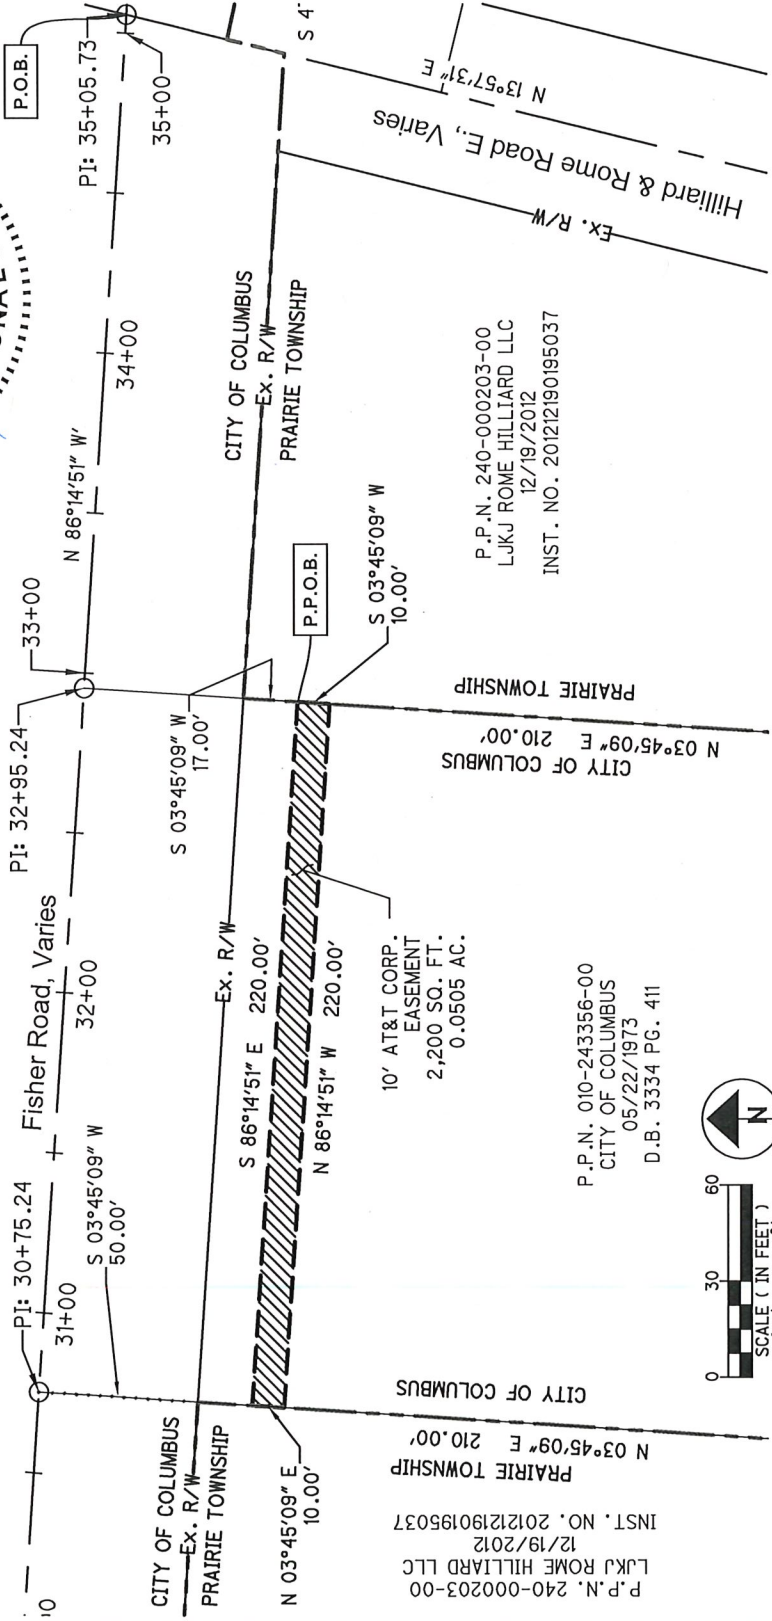 P.O.B.
PI: 35+05.73
35+00
S 4
34+00
N 86°14'51" W'
33+00
PI: 32+95.24
Fisher Road, Varies
32+00
PI: 30+75.24
31+00
S 03°45'09" W
50.00'
S 03°45'09" W
17.00'
CITY OF COLUMBUS
Ex. R/W
PRAIRIE TOWNSHIP
N 13°57'31" E
Hilliard & Rome Road E., Varies
Ex. R/W
P.P.N. 240-000203-00
LJKJ ROME HILLIARD LLC
12/19/2012
INST. NO. 201212190195037
P.P.O.B.
S 03°45'09" W
10.00'
PRAIRIE TOWNSHIP
N 03°45'09" E 210.00'
CITY OF COLUMBUS
Ex. R/W
S 86°14'51" E 220.00'
N 86°14'51" W 220.00'
10' AT&T CORP.
EASEMENT
2,200 SQ. FT.
0.0505 AC.
P.P.N. 010-243356-00
CITY OF COLUMBUS
05/22/1973
D.B. 3334 PG. 411
N
0 30 60
SCALE ( IN FEET )
CITY OF COLUMBUS
Ex. R/W
PRAIRIE TOWNSHIP
N 03°45'09" E
10.00'
CITY OF COLUMBUS
N 03°45'09" E 210.00'
PRAIRIE TOWNSHIP
P.P.N. 240-000203-00
LJKJ ROME HILLIARD LLC
12/19/2012
INST. NO. 201212190195037